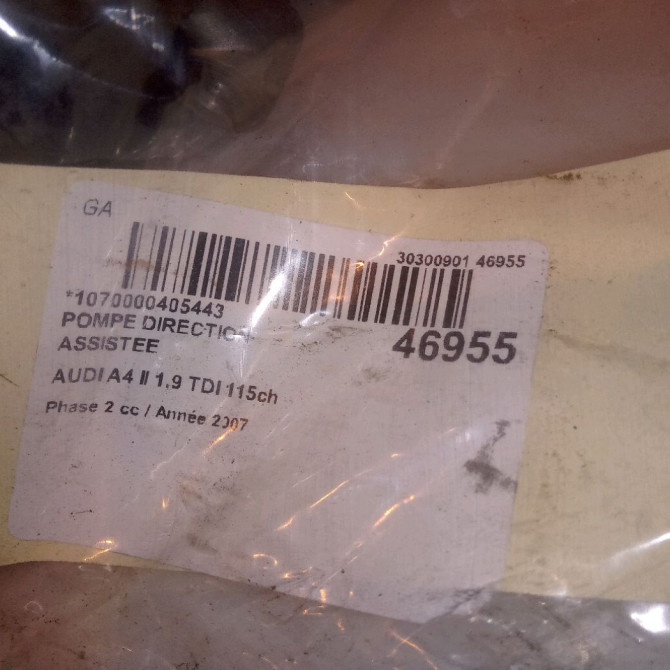 GA
30300901 46955
*1070000405443
POMPE DIRECTION
46955
ASSISTEE
AUDI A4 II 1.9 TDI 115ch
Phase 2 cc / Année 2007